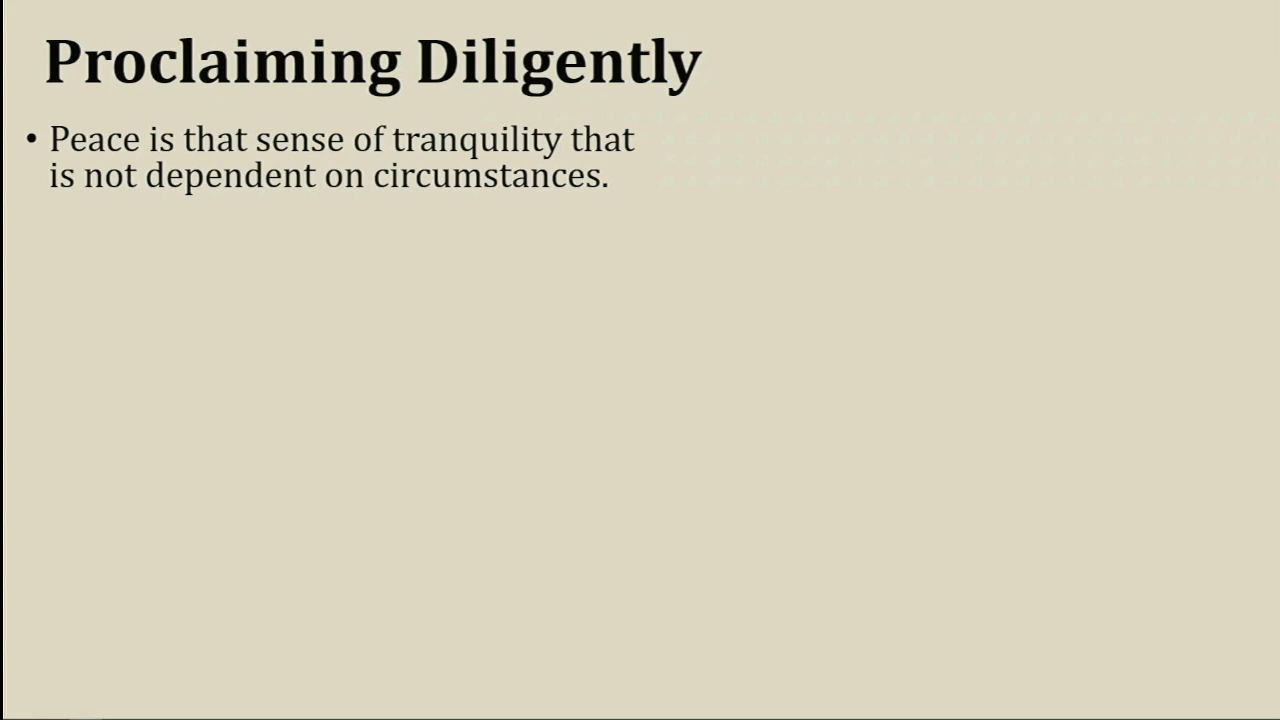 Proclaiming Diligently
• Peace is that sense of tranquility that
is not dependent on circumstances.